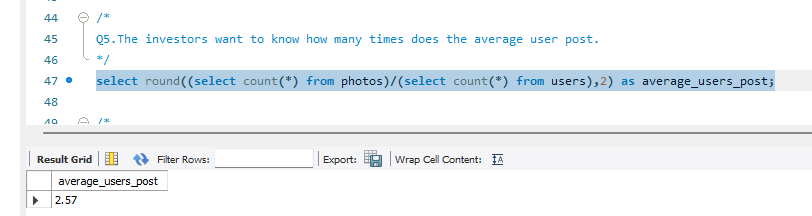 44 /*
45 Q5.The investors want to know how many times does the average user post.
46 */
47 select round((select count(*) from photos)/(select count(*) from users),2) as average_users_post;
48
49 /*
Result Grid Filter Rows: Export: Wrap Cell Content: IA
average_users_post
2.57